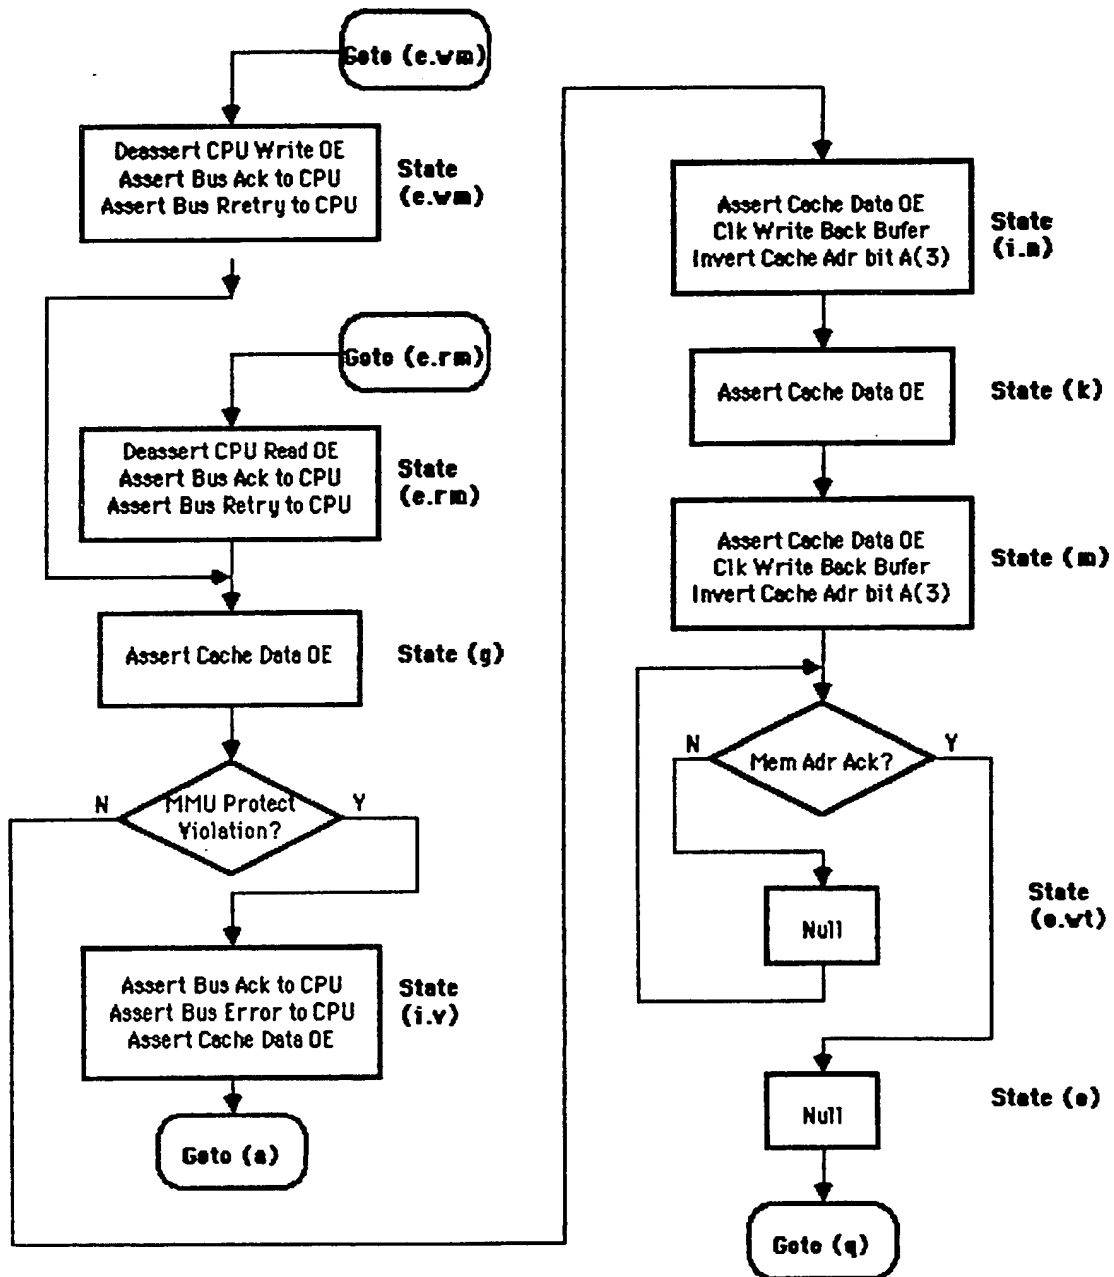 Goto (e.wm)
Deassert CPU Write OE
Assert Bus Ack to CPU
Assert Bus Rretry to CPU
State
(e.wm)
Goto (e.rm)
Deassert CPU Read OE
Assert Bus Ack to CPU
Assert Bus Retry to CPU
State
(e.rm)
Assert Cache Data OE
State (g)
MMU Protect
Violation?
N
Y
Assert Bus Ack to CPU
Assert Bus Error to CPU
Assert Cache Data OE
State
(i.v)
Goto (a)
Assert Cache Data OE
Clk Write Back Bufer
Invert Cache Adr bit A(3)
State
(i.n)
Assert Cache Data OE
State (k)
Assert Cache Data OE
Clk Write Back Bufer
Invert Cache Adr bit A(3)
State (m)
N
Mem Adr Ack?
Y
Null
State
(o.wt)
Null
State (o)
Goto (q)